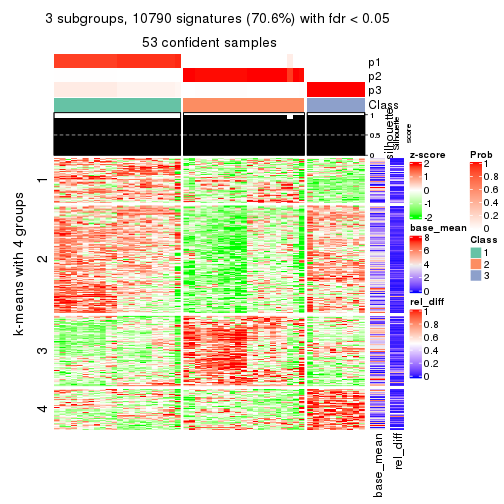 3 subgroups, 10790 signatures (70.6%) with fdr < 0.05
53 confident samples
p1
p2
p3
Class
1
0.5
0
silhouette
Silhouette
score
k-means with 4 groups
1
2
3
4
base_mean
rel_diff
z-score
2
1
0
-1
-2
base_mean
8
6
4
2
0
rel_diff
1
0.8
0.6
0.4
0.2
0
Prob
1
0.8
0.6
0.4
0.2
0
Class
1
2
3